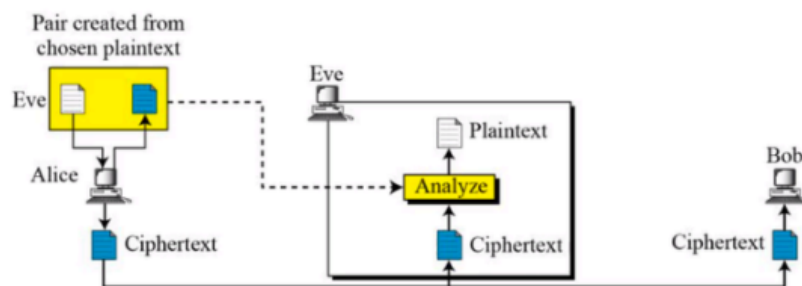 Pair created from
chosen plaintext
Eve
Eve
Plaintext
Alice
Analyze
Bob
Ciphertext
Ciphertext
Ciphertext